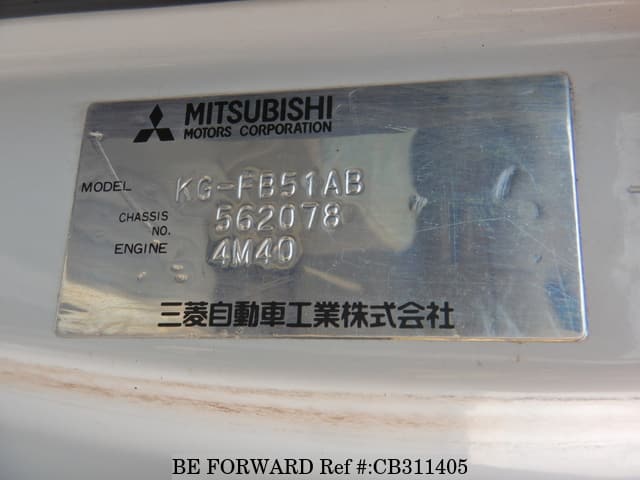 MITSUBISHI
MOTORS CORPORATION
MODEL KG-FB51AB
CHASSIS NO. 562078
ENGINE 4M40
三菱自動車工業株式会社
BE FORWARD Ref #:CB311405